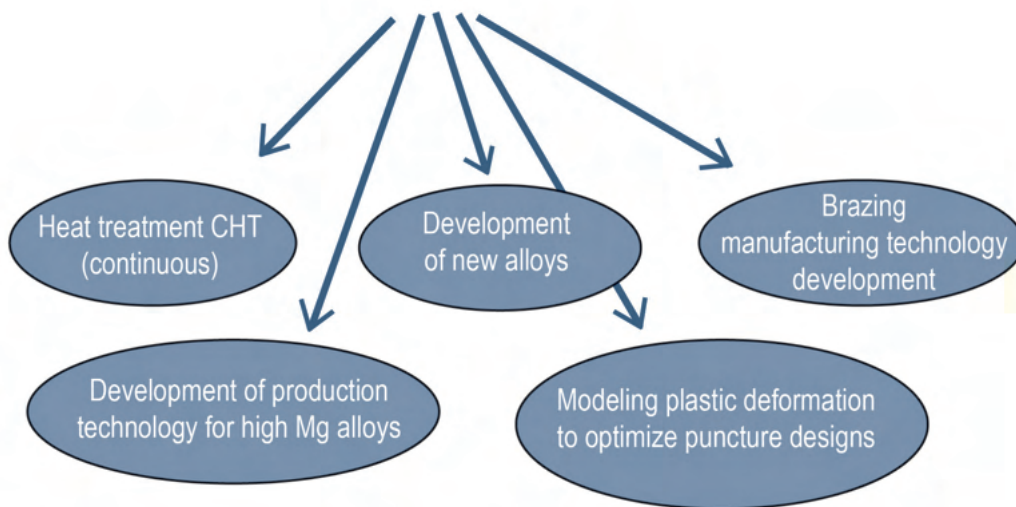 Heat treatment CHT
(continuous)
Development
of new alloys
Brazing
manufacturing technology
development
Development of production
technology for high Mg alloys
Modeling plastic deformation
to optimize puncture designs